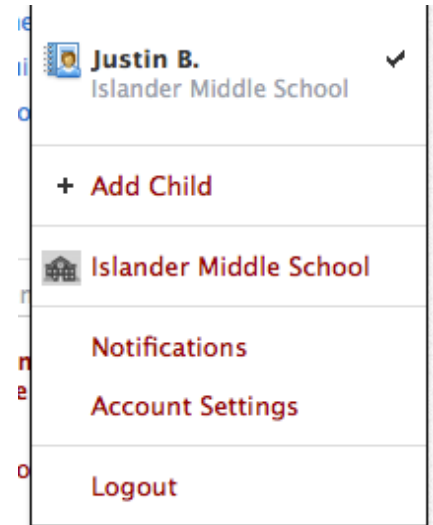 Justin B.
Islander Middle School
+ Add Child
Islander Middle School
Notifications
Account Settings
Logout